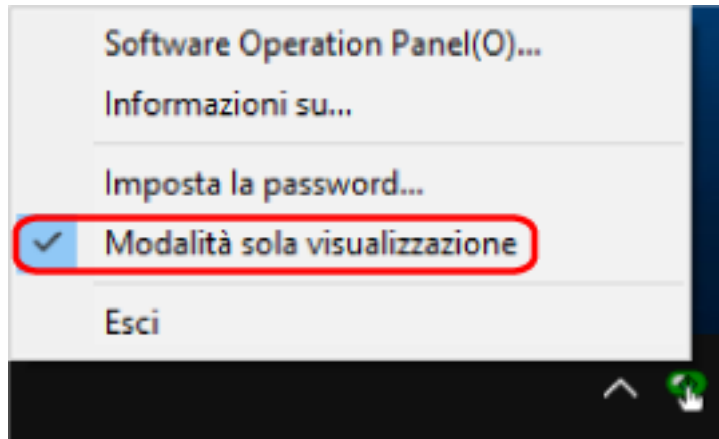 Software Operation Panel(O)...
Informazioni su...
Imposta la password...
Modalità sola visualizzazione
Esci